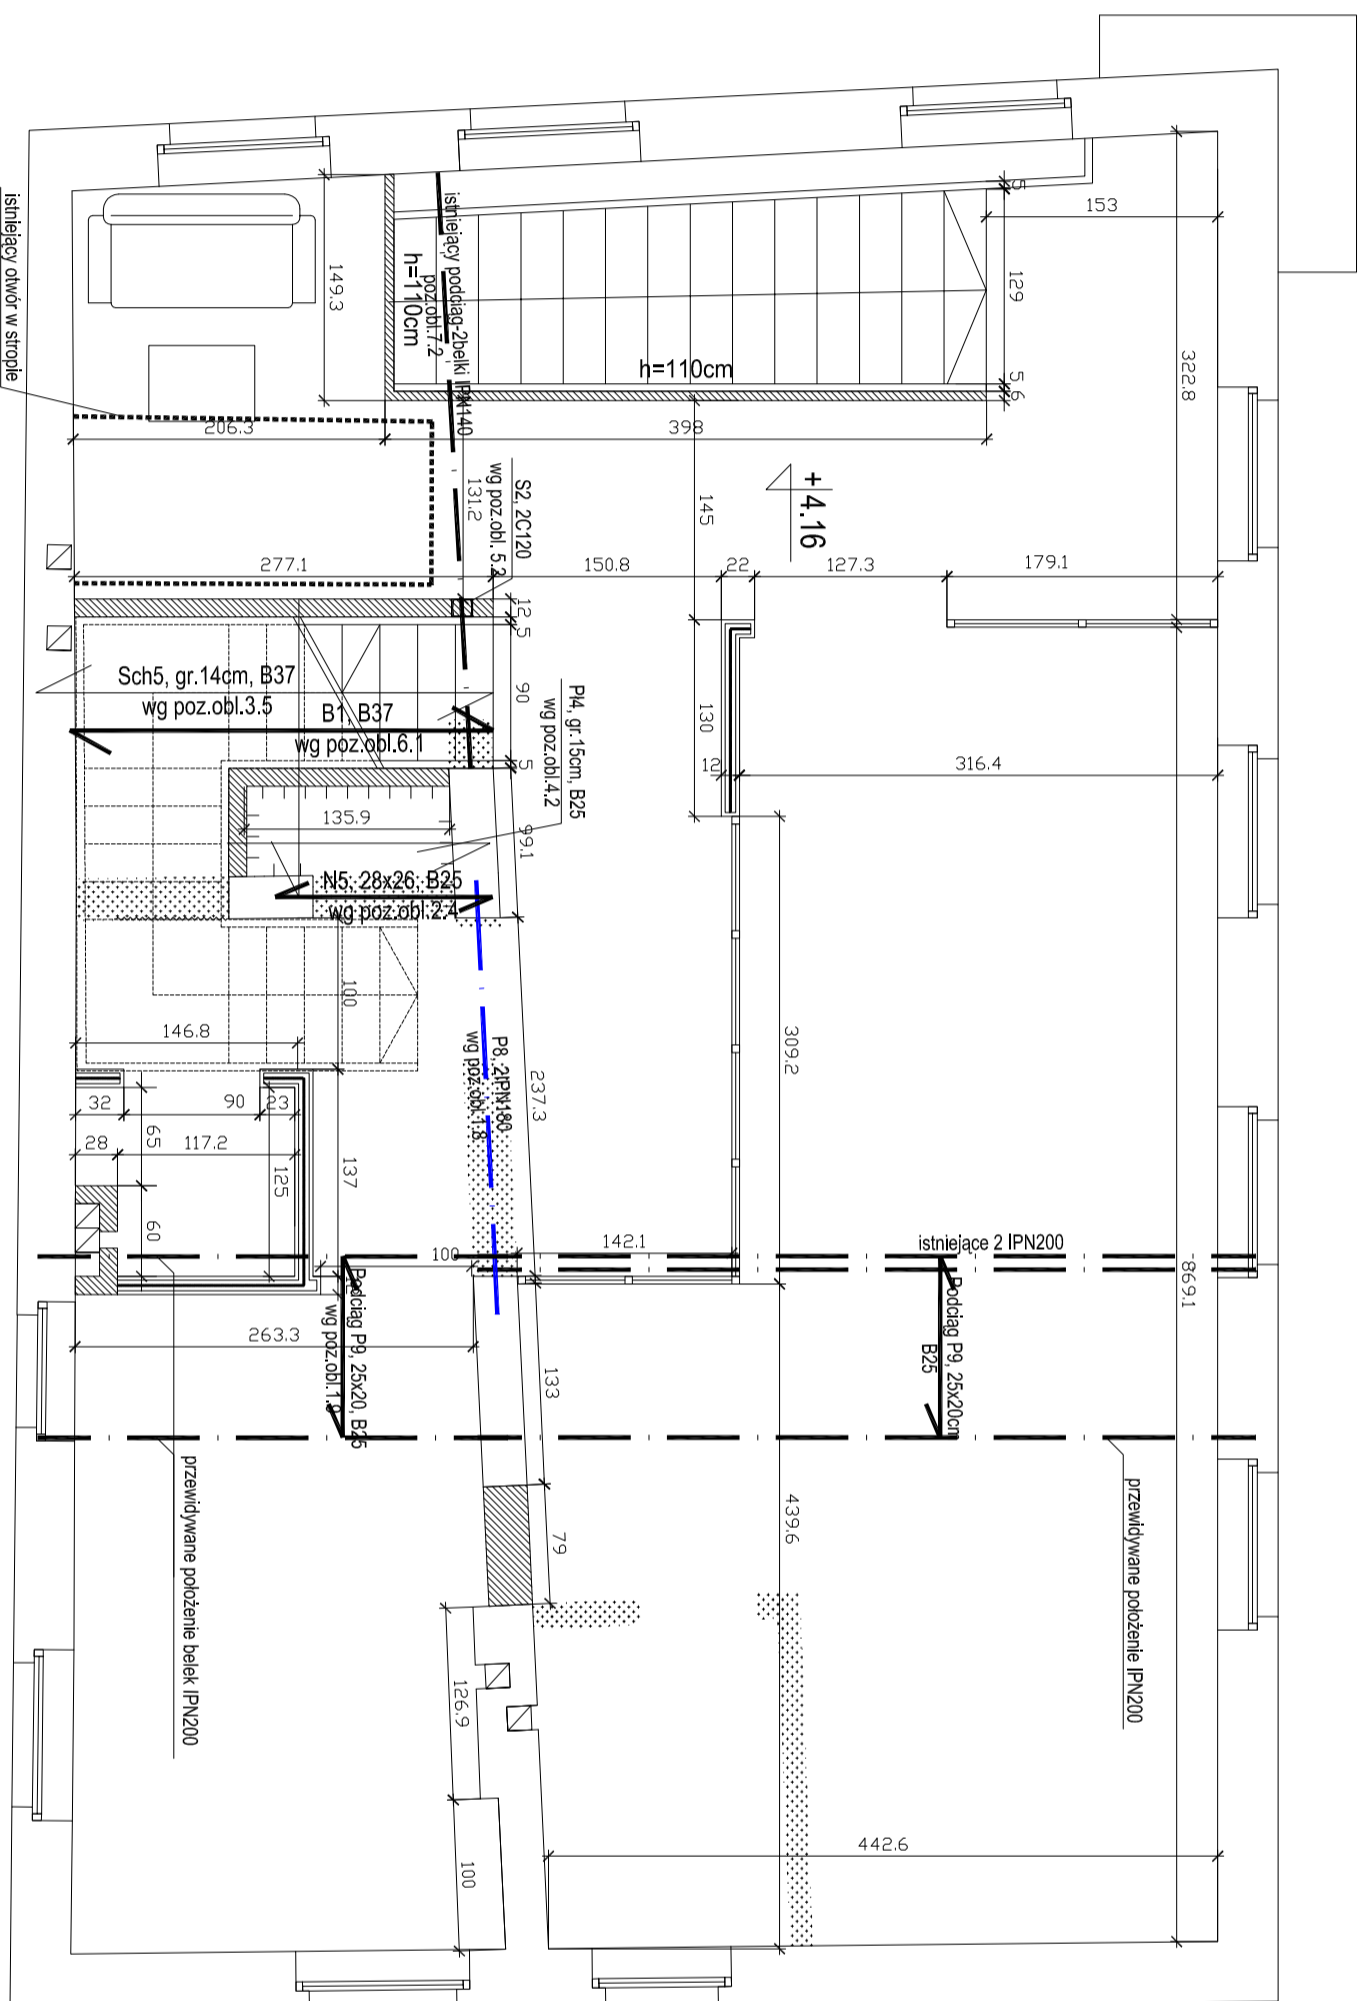 153
5
129
322.8
149.3
istniejący podciąg-2belki IPN140
poz.obl.7.2
h=110cm
h=110cm
5
6
istniejący otwór w stropie
206.3
398
+4.16
145
S2, 2C120
wg poz.obl. 5.2
131.2
277.1
150.8
22
127.3
179.1
12
5
Sch5, gr.14cm, B37
wg poz.obl.3.5
B1, B37
wg poz.obl.6.1
90
Pł4, gr.15cm, B25
wg poz.obl.4.2
130
12
316.4
5
135.9
99.1
N5, 28x26, B25
wg poz.obl.2.4
100
146.8
P8, 2IPN180
wg poz.obl.1.8
237.3
309.2
32
90
23
65
28
117.2
125
137
60
100
142.1
istniejące 2 IPN200
869.1
Podciąg P9, 25x20, B25
wg poz.obl.1.9
Podciąg P9, 25x20cm
B25
263.3
133
przewidywane położenie belek IPN200
przewidywane położenie IPN200
439.6
79
126.9
442.6
100